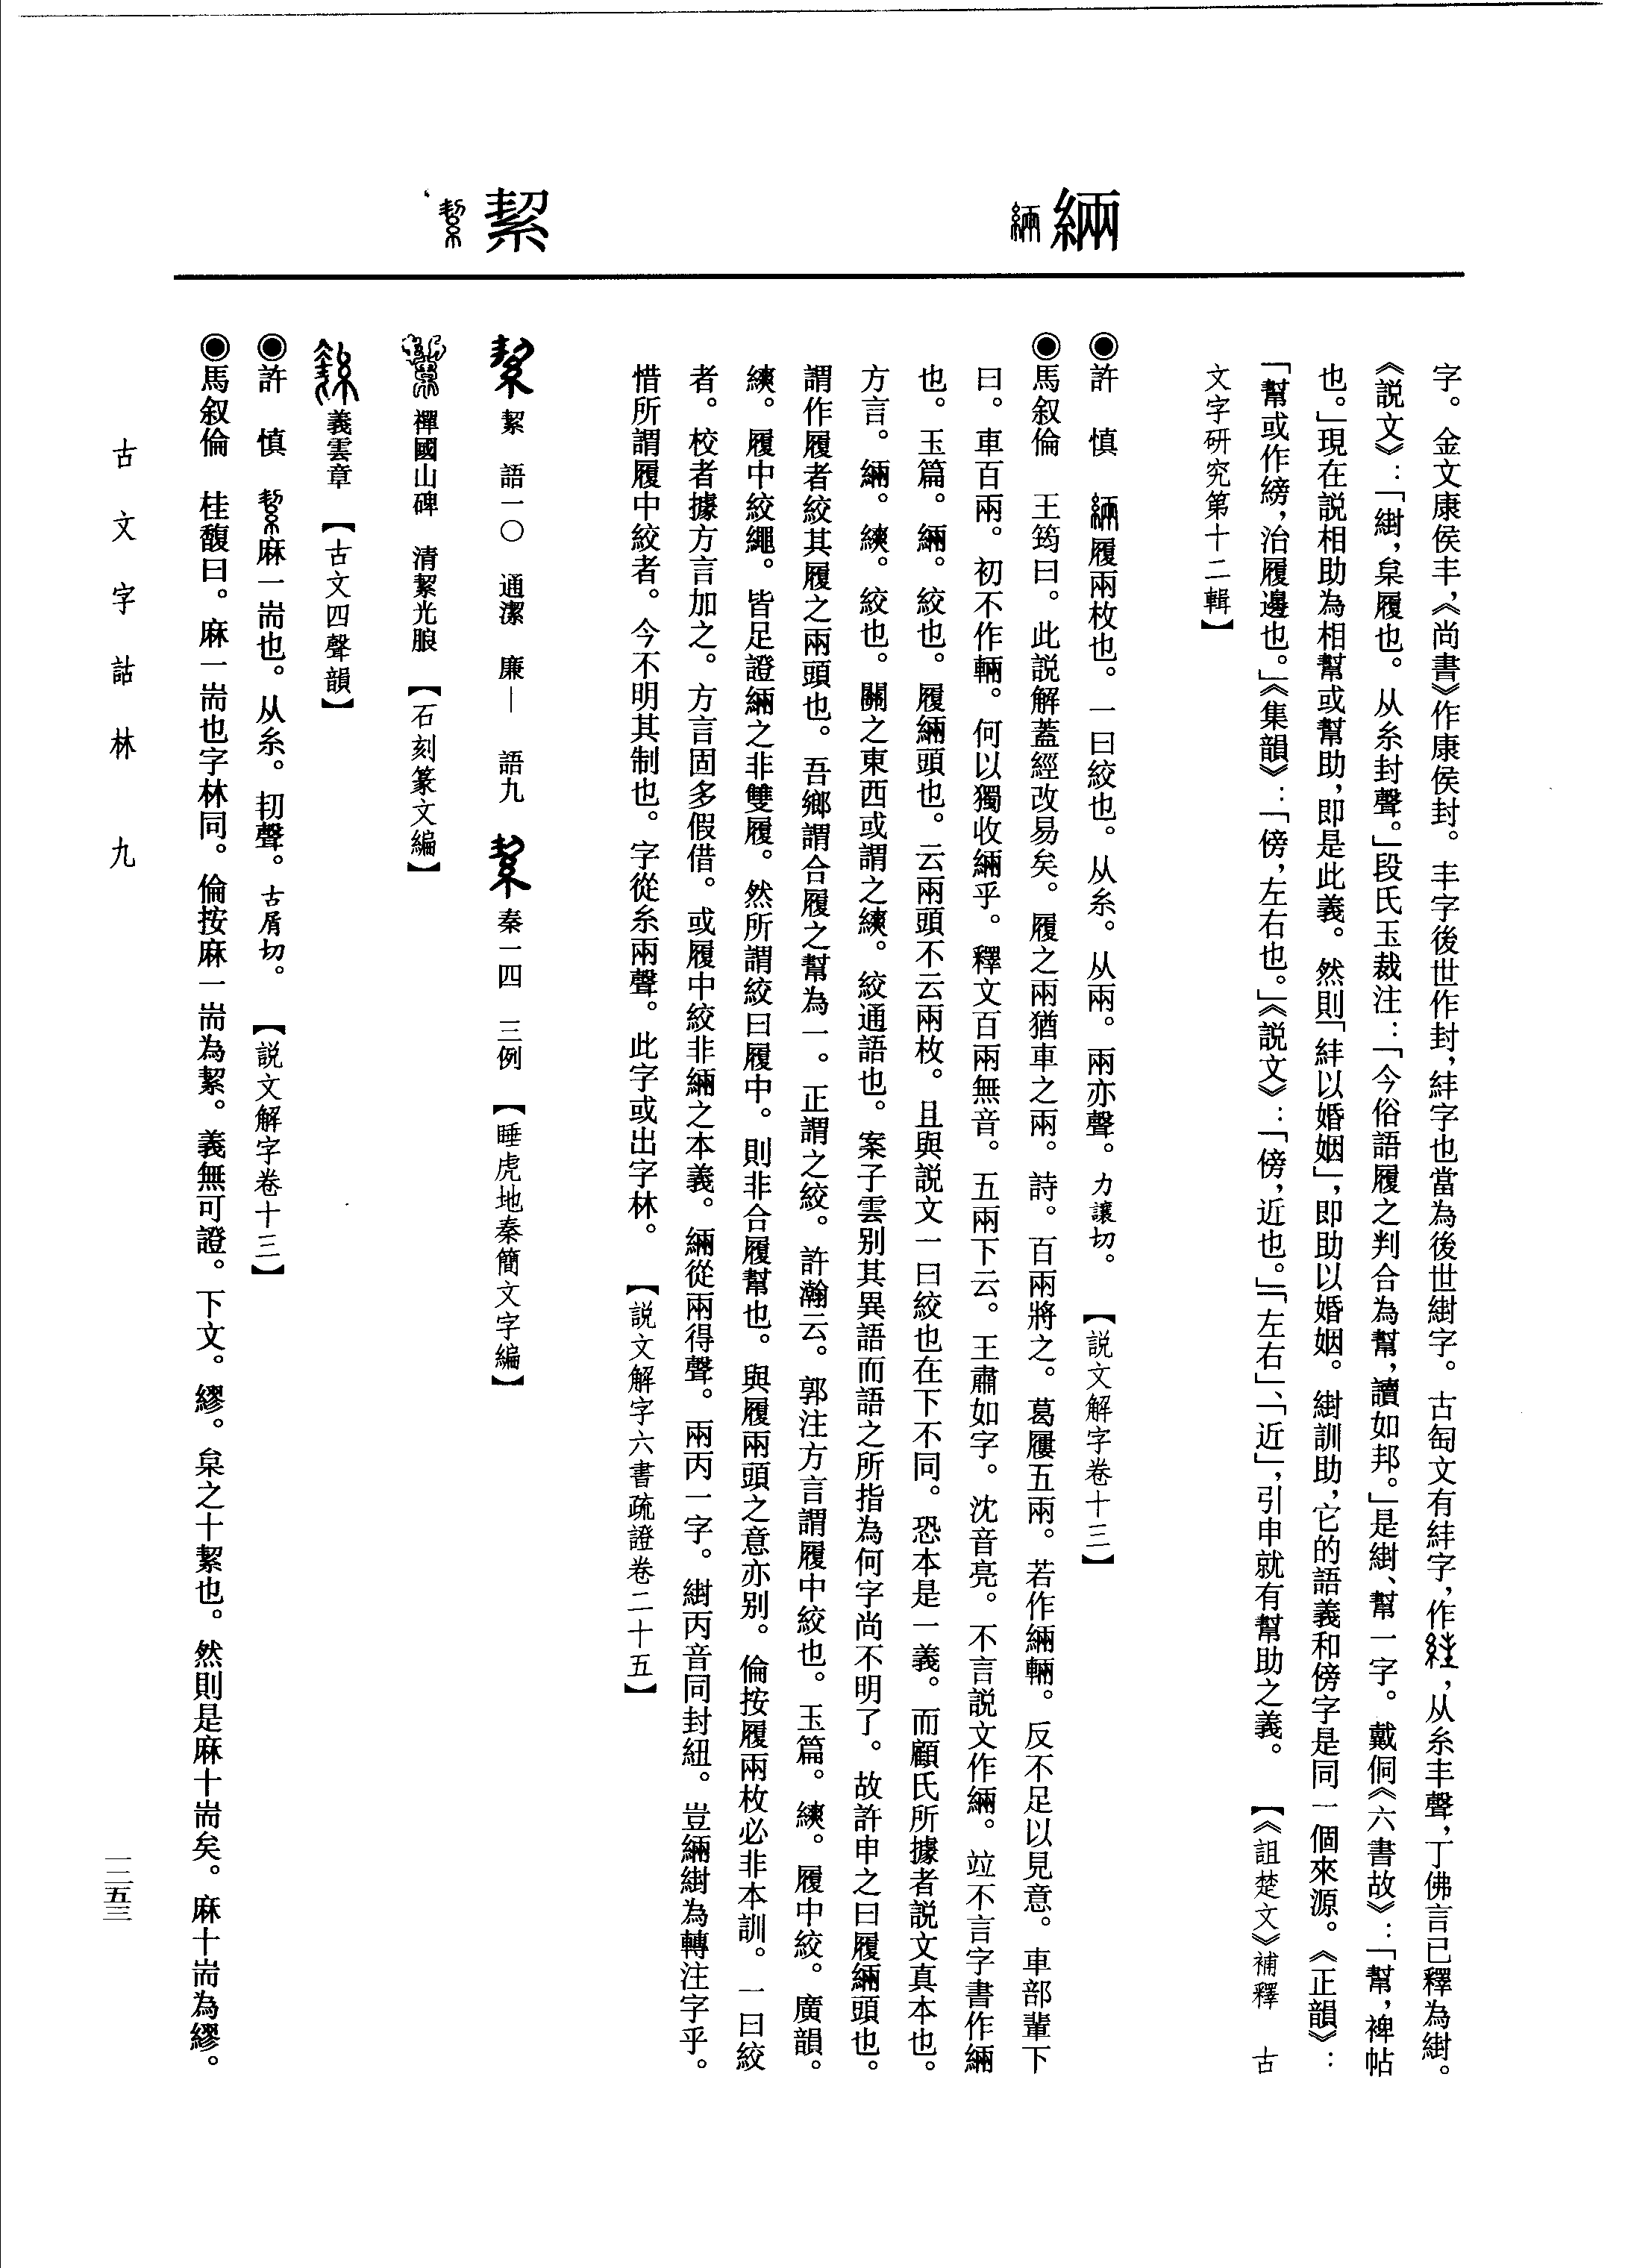 緉
絜
字。金文康侯丰，《尚書》作康侯封。丰字後世作封，絓字也當為後世緔字。古匋文有字，作，从糸丰聲，丁佛言已釋為。
《説文》：「，枲履也。从糸封聲。」段氏玉裁注：「今俗語履之判合為幫，讀如邦。」是、幫一字。戴侗《六書故》：「幫，裨帖
也。」現在説相助為相幫或幫助，即是此義。然則「以婚姻」，即助以婚姻。訓助，它的語義和傍字是同一個來源。《正韻》：
「幫或作縍，治履邊也。」《集韻》：「傍，左右也。」《説文》：「傍，近也。」「左右」、「近」，引申就有幫助之義。　【《詛楚文》補釋　古
文字研究第十二輯】
◉許　慎　緉履兩枚也。一曰絞也。从糸。从兩。兩亦聲。力讓切。　【説文解字卷十三】
◉馬叙倫　王筠曰。此説解蓋經改易矣。履之兩猶車之兩。詩。百兩將之。葛屨五兩。若作緉輛。反不足以見意。車部輩下
曰。車百兩。初不作輛。何以獨收緉乎。釋文百兩無音。五兩下云。王肅如字。沈音亮。不言説文作緉。竝不言字書作緉
也。玉篇。緉。絞也。履緉頭也。云兩頭不云兩枚。且與説文一曰絞也在下不同。恐本是一義。而顧氏所據者説文真本也。
方言。緉。緛。絞也。關之東西或謂之緛。絞通語也。案子雲别其異語而語之所指為何字尚不明了。故許申之曰履緉頭也。
謂作履者絞其履之兩頭也。吾鄉謂合履之幫為一。正謂之絞。許瀚云。郭注方言謂履中絞也。玉篇。緛。履中絞。廣韻。
緛。履中絞繩。皆足證緉之非雙履。然所謂絞曰履中。則非合履幫也。與履兩頭之意亦别。倫按履兩枚必非本訓。一曰絞
者。校者據方言加之。方言固多假借。或履中絞非緉之本義。緉從兩得聲。兩丙一字。丙音同封紐。豈緉為轉注字乎。
惜所謂履中絞者。今不明其制也。字從糸兩聲。此字或出字林。　【説文解字六書疏證卷二十五】
絜　語一〇　通潔　廉—　語九　秦一四　三例　【睡虎地秦簡文字編】
禪國山碑　清絜光朖　【石刻篆文編】
義雲章　【古文四聲韻】
◉許　慎　絜麻一耑也。从糸。㓞聲。古屑切。　【説文解字卷十三】
◉馬叙倫　桂馥曰。麻一耑也字林同。倫按麻一耑為絜。義無可證。下文。繆。枲之十絜也。然則是麻十耑矣。麻十耑為繆。
古文字詁林　九
一二五三